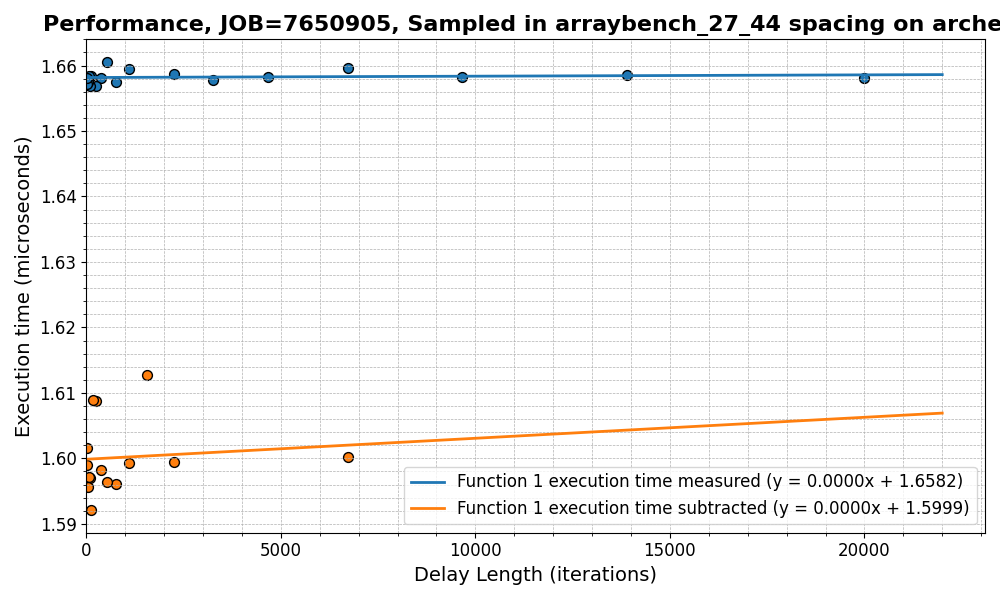 Performance, JOB=7650905, Sampled in arraybench_27_44 spacing on arche
Execution time (microseconds)
1.66
1.65
1.64
1.63
1.62
1.61
1.60
1.59
Function 1 execution time measured (y = 0.0000x + 1.6582)
Function 1 execution time subtracted (y = 0.0000x + 1.5999)
0 5000 10000 15000 20000
Delay Length (iterations)